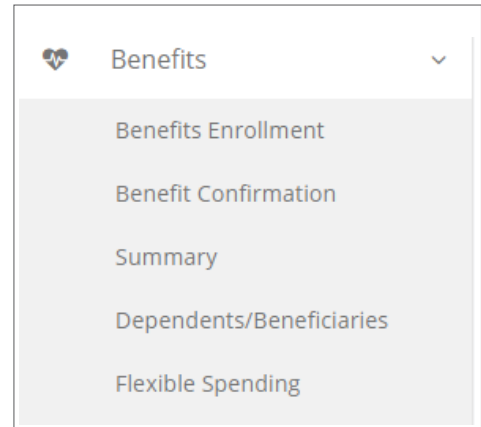 Benefits
Benefits Enrollment
Benefit Confirmation
Summary
Dependents/Beneficiaries
Flexible Spending